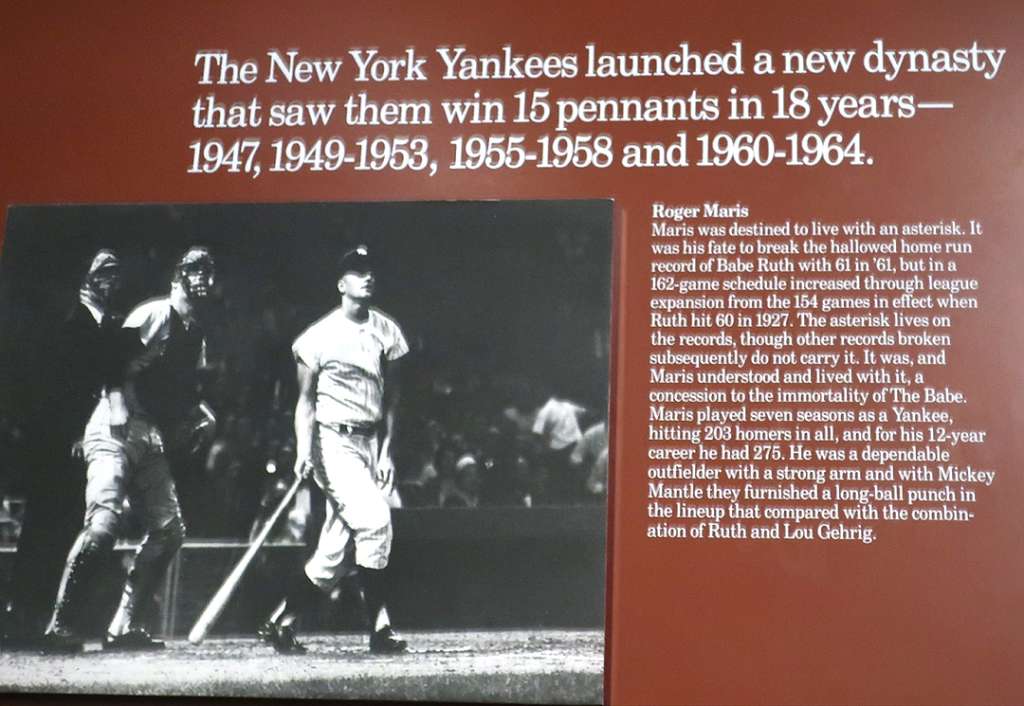 The New York Yankees launched a new dynasty
that saw them win 15 pennants in 18 years—
1947, 1949-1953, 1955-1958 and 1960-1964.
Roger Maris
Maris was destined to live with an asterisk. It
was his fate to break the hallowed home run
record of Babe Ruth with 61 in '61, but in a
162-game schedule increased through league
expansion from the 154 games in effect when
Ruth hit 60 in 1927. The asterisk lives on
the records, though other records broken
subsequently do not carry it. It was, and
Maris understood and lived with it, a
concession to the immortality of The Babe.
Maris played seven seasons as a Yankee,
hitting 203 homers in all, and for his 12-year
career he had 275. He was a dependable
outfielder with a strong arm and with Mickey
Mantle they furnished a long-ball punch in
the lineup that compared with the combin-
ation of Ruth and Lou Gehrig.